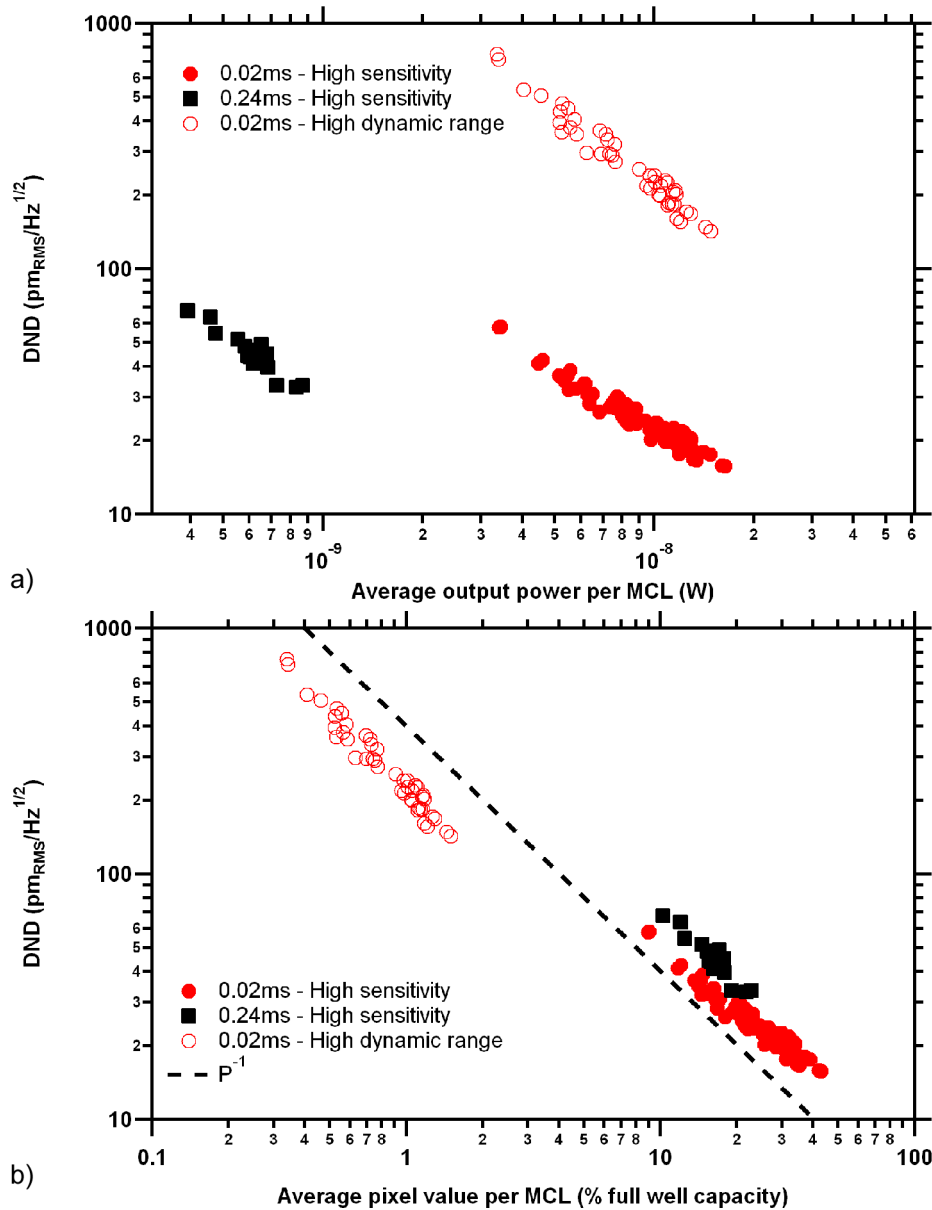 1000
0.02ms - High sensitivity
0.24ms - High sensitivity
0.02ms - High dynamic range
6
5
4
3
2
DND (pm_RMS/Hz^1/2)
100
6
5
4
3
2
10
4 5 6 7 8 9 2 3 4 5 6 7 8 9 2 3 4 5 6
10^-9 10^-8
a)
Average output power per MCL (W)
1000
6
5
4
3
2
DND (pm_RMS/Hz^1/2)
100
6
5
4
3
2
0.02ms - High sensitivity
0.24ms - High sensitivity
0.02ms - High dynamic range
P^-1
10
2 3 4 5 6 7 8 2 3 4 5 6 7 8 2 3 4 5 6 7 8
0.1 1 10 100
b)
Average pixel value per MCL (% full well capacity)